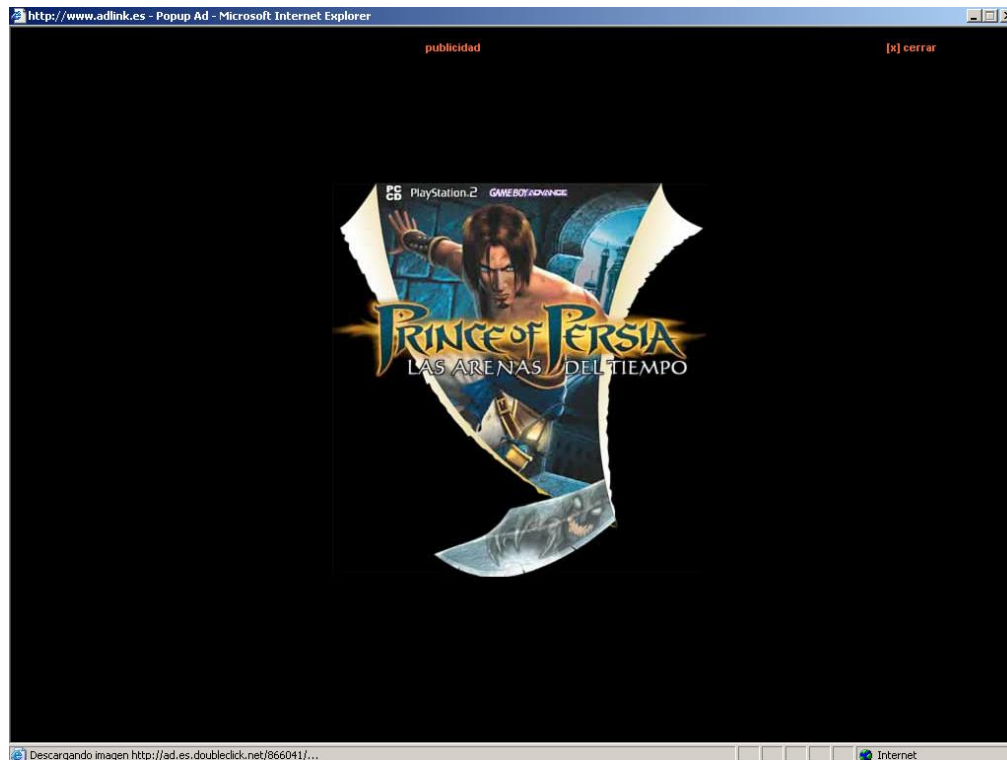 http://www.adlink.es - Popup Ad - Microsoft Internet Explorer
publicidad [x] cerrar
PC CD PlayStation.2 GAME BOY ADVANCE
PRINCE OF PERSIA
LAS ARENAS DEL TIEMPO
Descargando imagen http://ad.es.doubleclick.net/866041/... Internet